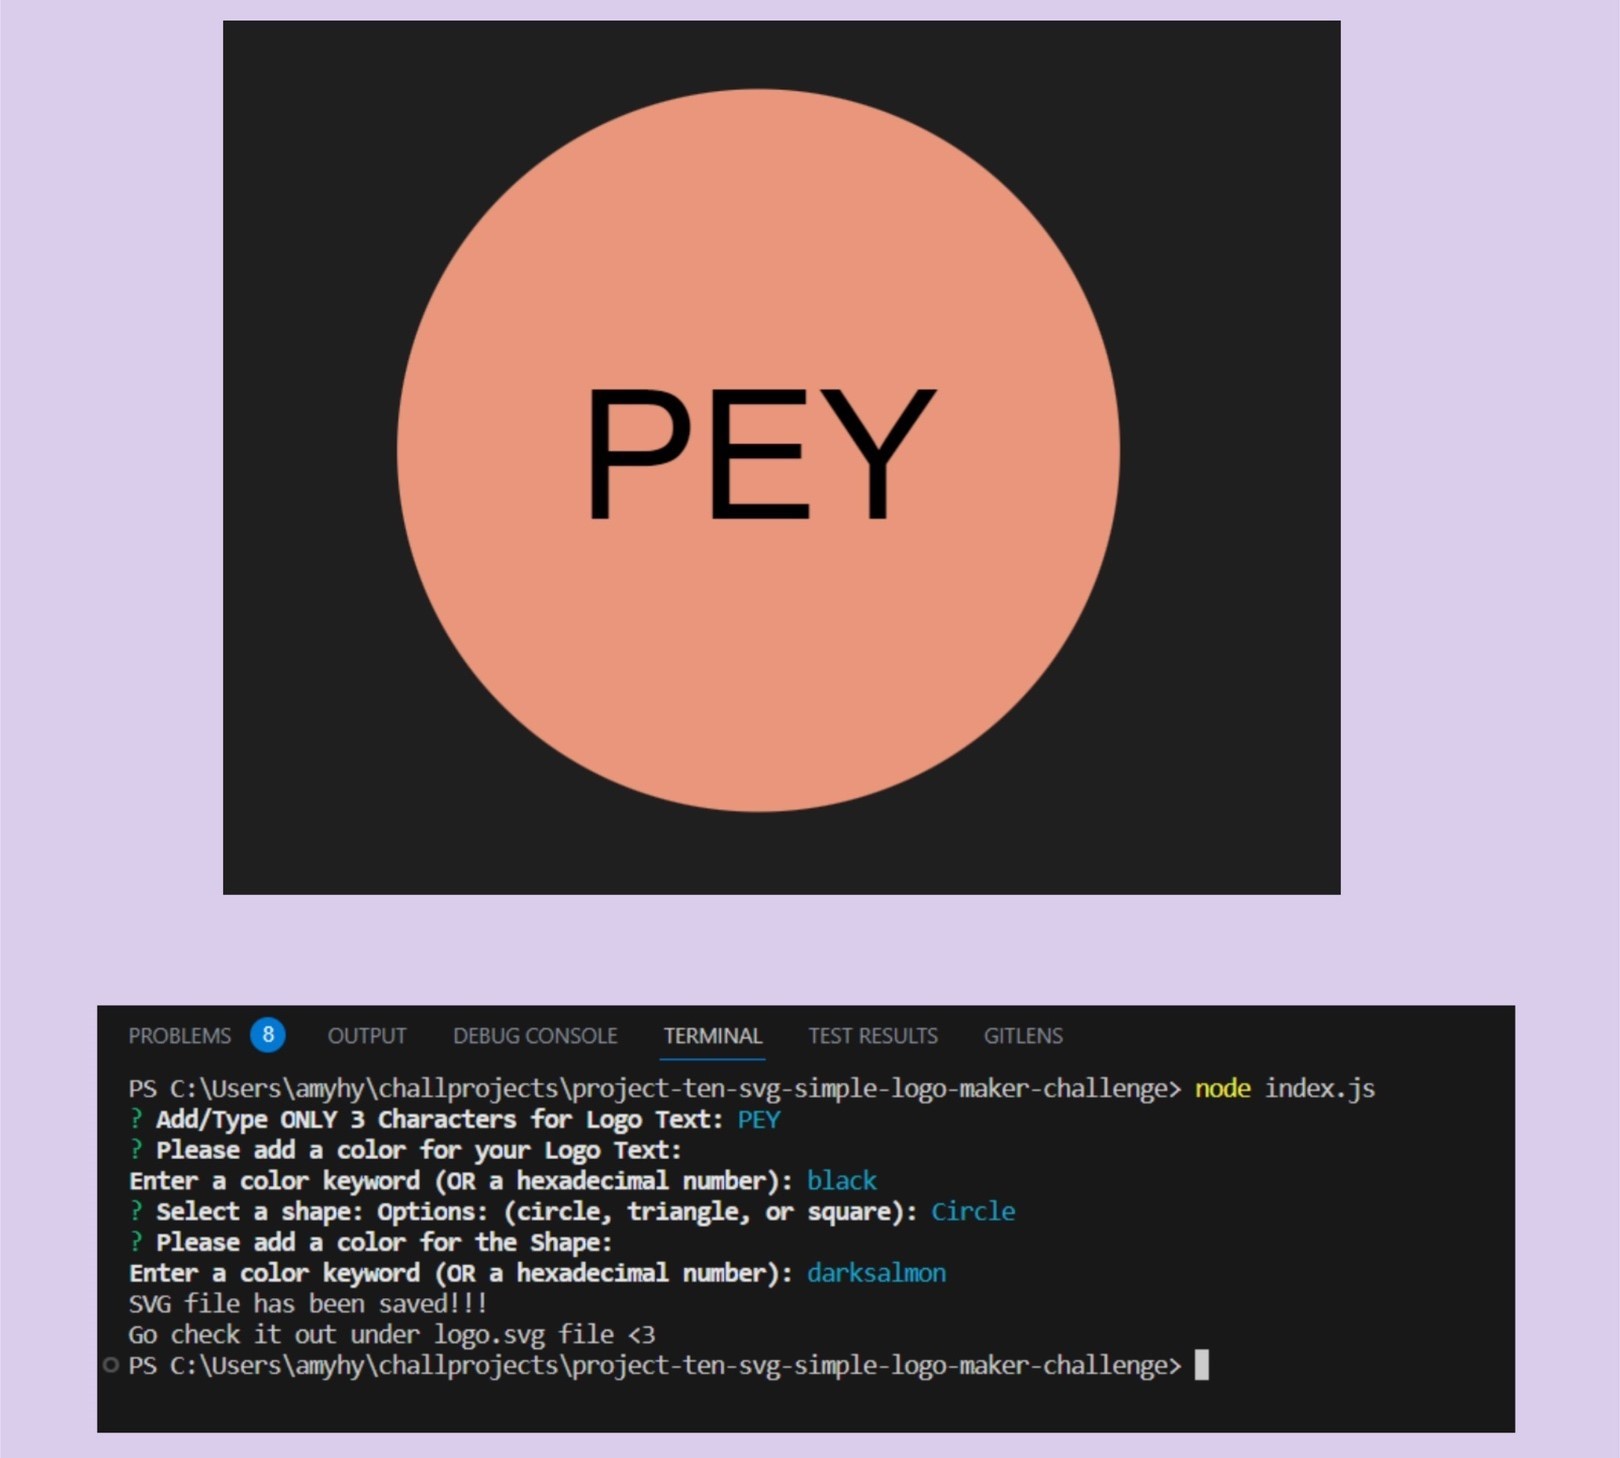 PEY
PROBLEMS 8 OUTPUT DEBUG CONSOLE TERMINAL TEST RESULTS GITLENS
PS C:\Users\amyhy\challprojects\project-ten-svg-simple-logo-maker-challenge> node index.js
? Add/Type ONLY 3 Characters for Logo Text: PEY
? Please add a color for your Logo Text:
Enter a color keyword (OR a hexadecimal number): black
? Select a shape: Options: (circle, triangle, or square): Circle
? Please add a color for the Shape:
Enter a color keyword (OR a hexadecimal number): darksalmon
SVG file has been saved!!!
Go check it out under logo.svg file <3
PS C:\Users\amyhy\challprojects\project-ten-svg-simple-logo-maker-challenge>